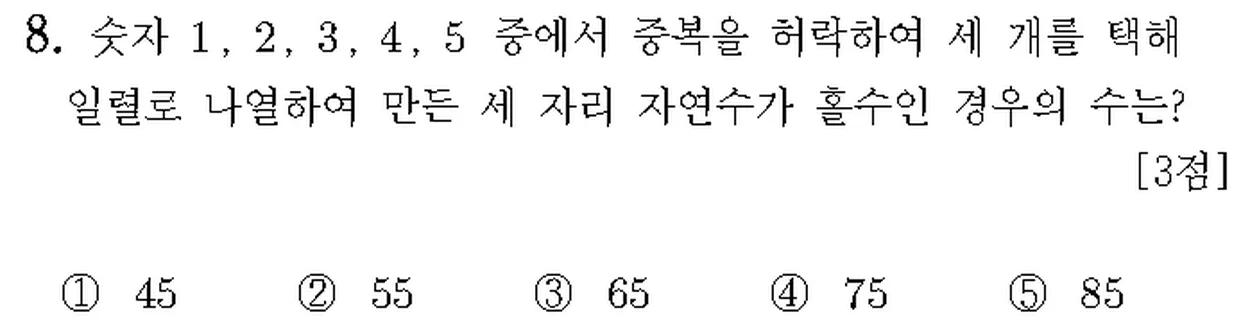 8. 숫자 1, 2, 3, 4, 5 중에서 중복을 허락하여 세 개를 택해
일렬로 나열하여 만든 세 자리 자연수가 홀수인 경우의 수는?
[3점]
① 45 ② 55 ③ 65 ④ 75 ⑤ 85